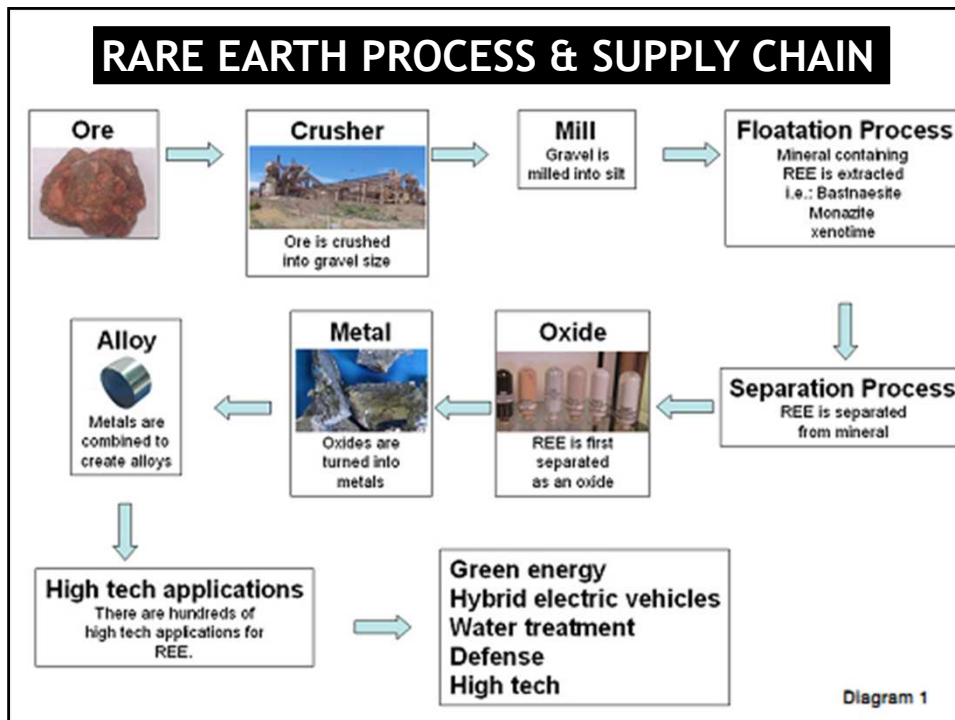 RARE EARTH PROCESS & SUPPLY CHAIN
Ore
Crusher
Ore is crushed
into gravel size
Mill
Gravel is
milled into silt
Floatation Process
Mineral containing
REE is extracted
i.e.: Bastnaesite
Monazite
xenotime
Separation Process
REE is separated
from mineral
Oxide
REE is first
separated
as an oxide
Metal
Oxides are
turned into
metals
Alloy
Metals are
combined to
create alloys
High tech applications
There are hundreds of
high tech applications for
REE.
Green energy
Hybrid electric vehicles
Water treatment
Defense
High tech
Diagram 1